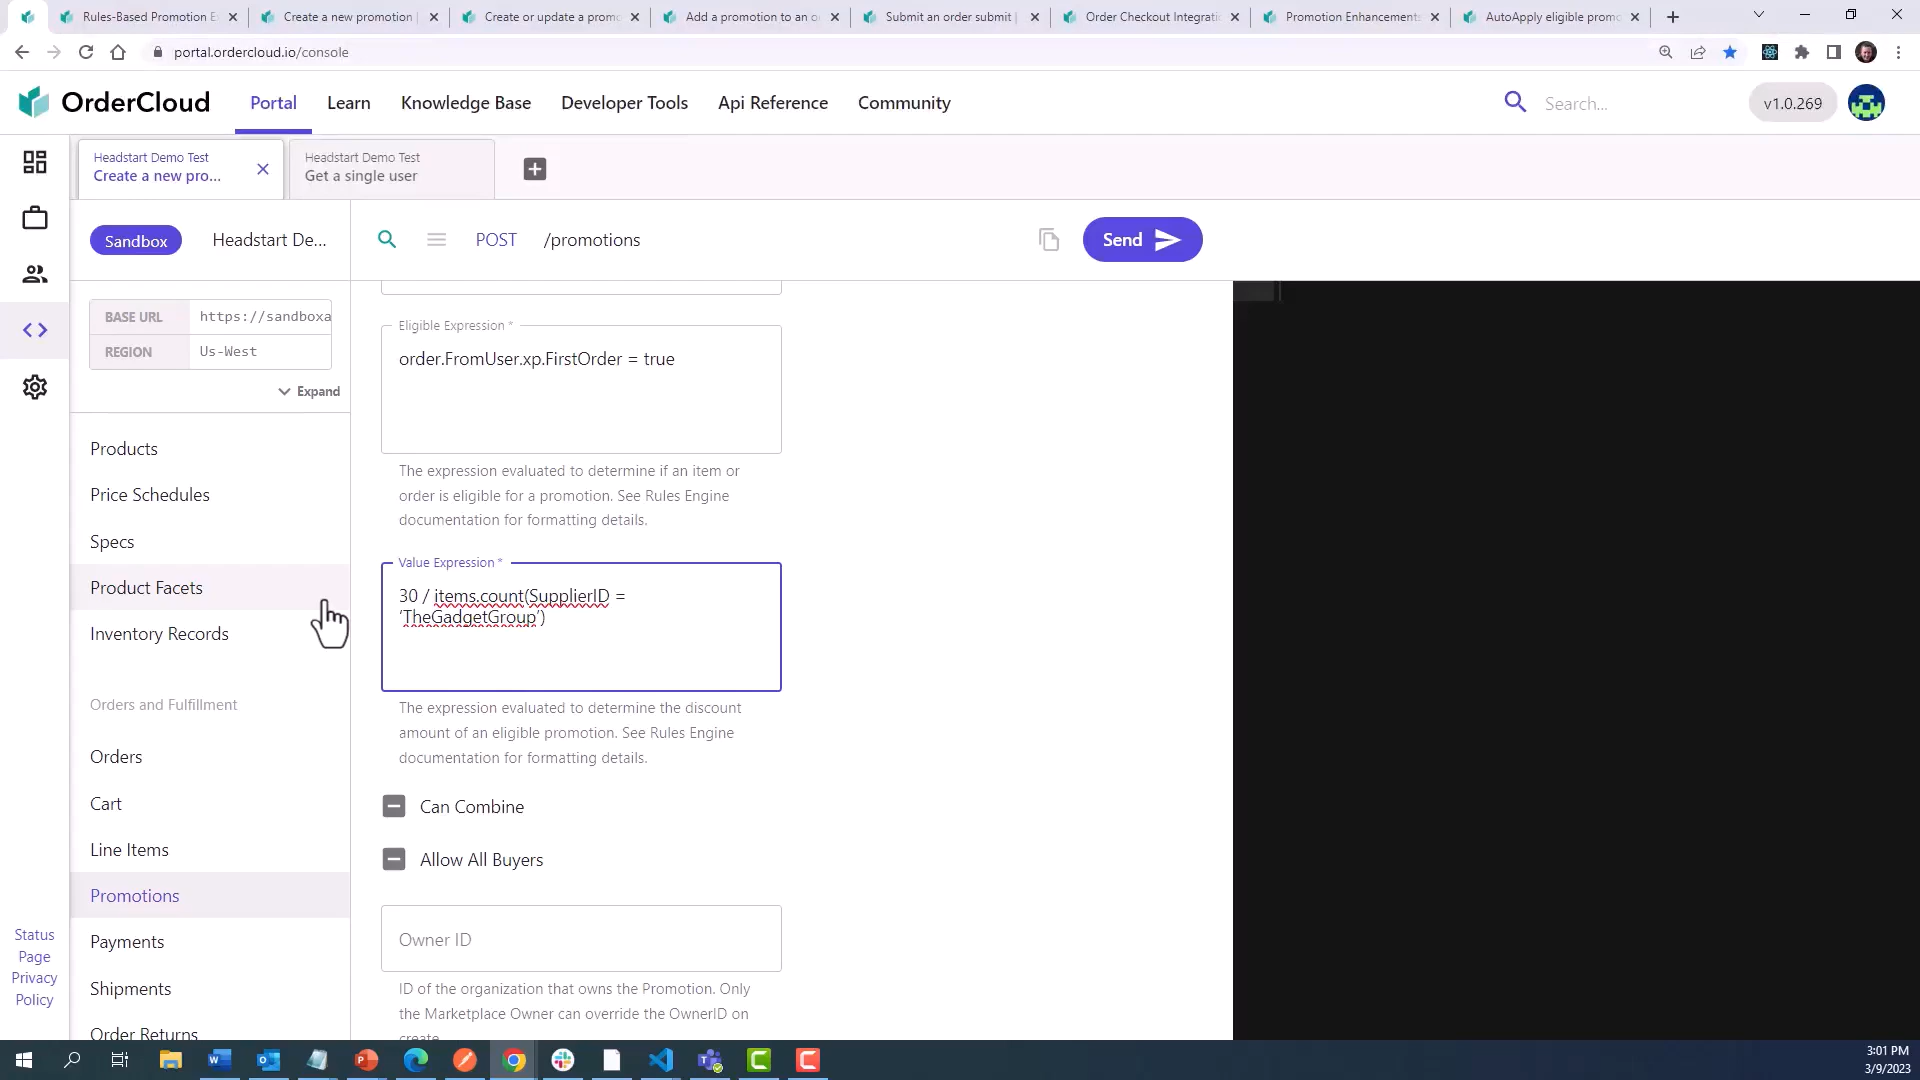 Rules-Based Promotion E
Create a new promotion |
Create or update a promo
Add a promotion to an o
Submit an order submit |
Order Checkout Integrati
Promotion Enhancements
AutoApply eligible promo
portal.ordercloud.io/console
OrderCloud
Portal
Learn
Knowledge Base
Developer Tools
Api Reference
Community
Search...
v1.0.269
Headstart Demo Test
Create a new pro...
Headstart Demo Test
Get a single user
Sandbox
Headstart De...
POST
/promotions
Send
BASE URL
https://sandboxa
REGION
Us-West
Expand
Products
Price Schedules
Specs
Product Facets
Inventory Records
Orders and Fulfillment
Orders
Cart
Line Items
Promotions
Payments
Shipments
Order Returns
Status
Page
Privacy
Policy
Eligible Expression *
order.FromUser.xp.FirstOrder = true
The expression evaluated to determine if an item or
order is eligible for a promotion. See Rules Engine
documentation for formatting details.
Value Expression *
30 / items.count(SupplierID =
‘TheGadgetGroup’)
The expression evaluated to determine the discount
amount of an eligible promotion. See Rules Engine
documentation for formatting details.
Can Combine
Allow All Buyers
Owner ID
ID of the organization that owns the Promotion. Only
the Marketplace Owner can override the OwnerID on
create.
3:01 PM
3/9/2023